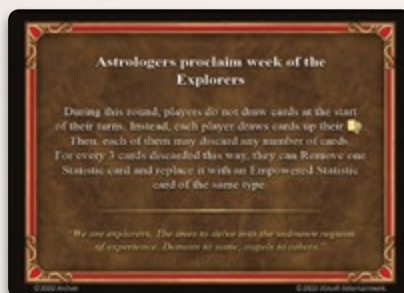 Astrologers proclaim week of the
Explorers
During this round, players do not draw cards at the start
of their turns. Instead, each player draws cards up their
Then, each of them may discard any number of cards.
For every 3 cards discarded this way, they can Remove one
Statistic card and replace it with an Empowered Statistic
card of the same type.
"We are explorers. The ones to delve into the unknown regions
of experience. Demons to some, angels to others."
© 2022 Archon
© 2022 Ubisoft Entertainment.